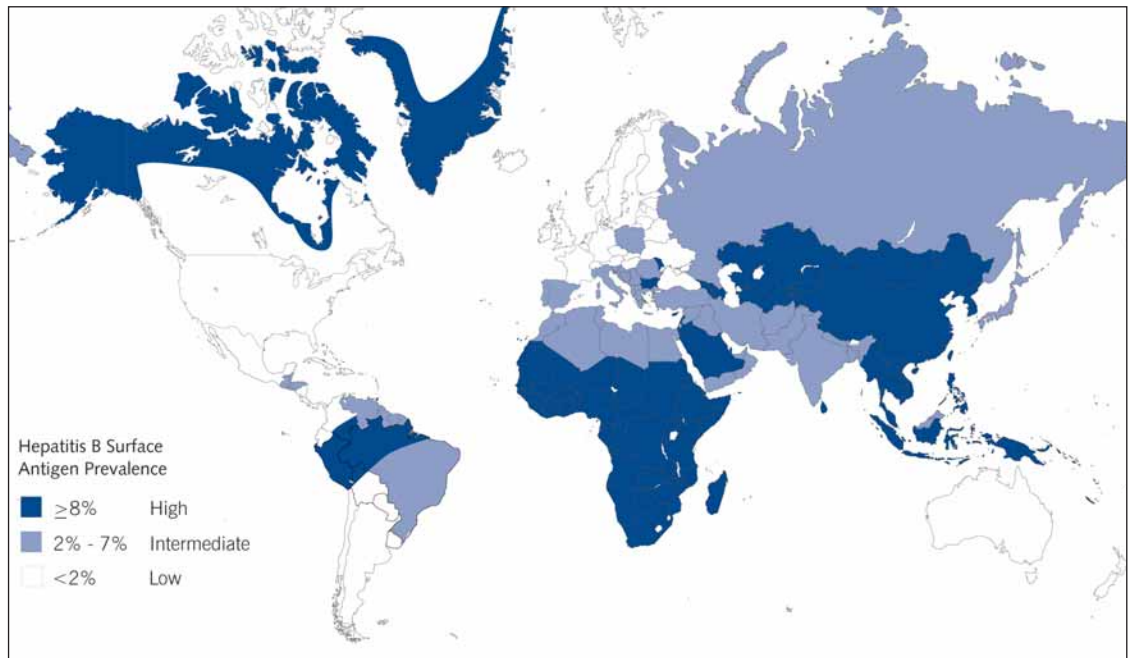 Hepatitis B Surface
Antigen Prevalence
≥8% High
2% - 7% Intermediate
<2% Low